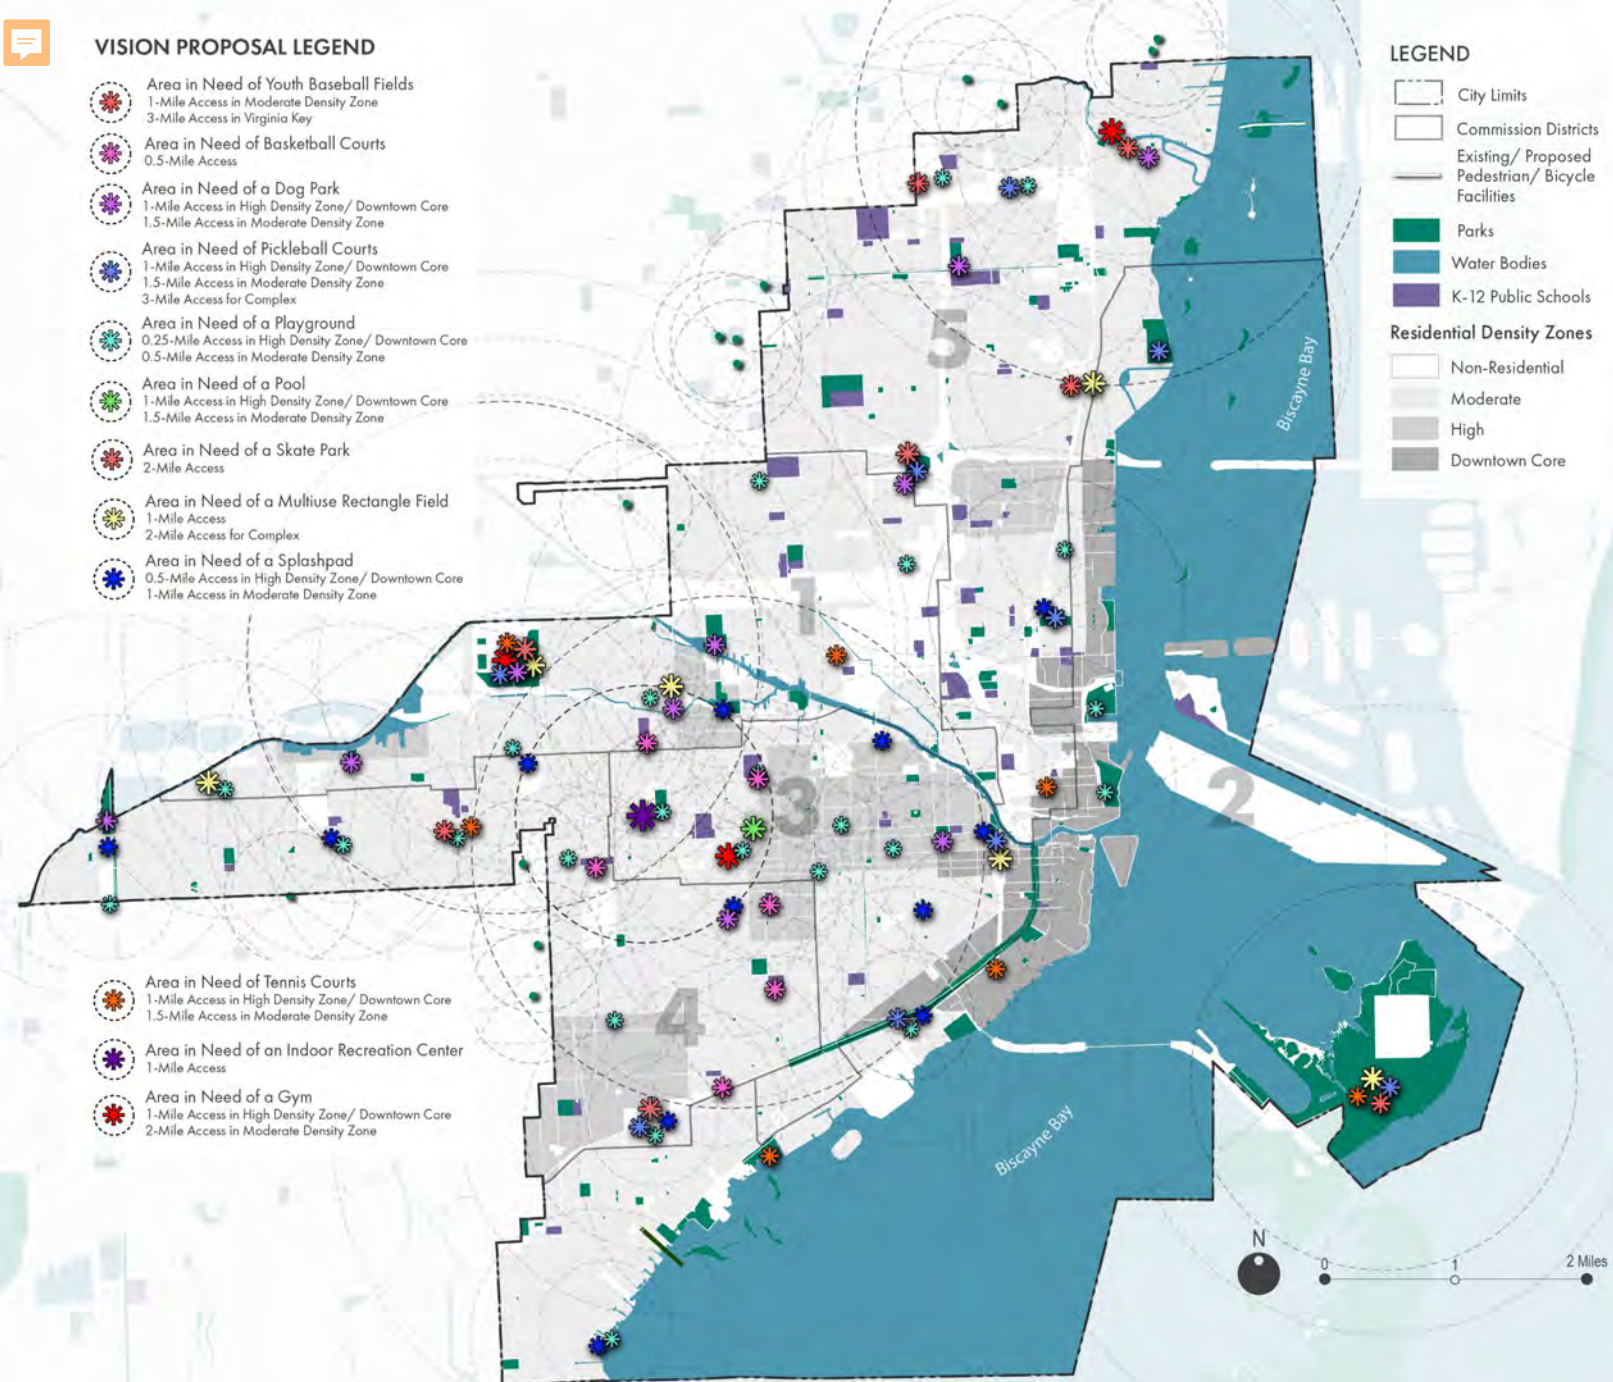 VISION PROPOSAL LEGEND
Area in Need of Youth Baseball Fields
1-Mile Access in Moderate Density Zone
3-Mile Access in Virginia Key
Area in Need of Basketball Courts
0.5-Mile Access
Area in Need of a Dog Park
1-Mile Access in High Density Zone/ Downtown Core
1.5-Mile Access in Moderate Density Zone
Area in Need of Pickleball Courts
1-Mile Access in High Density Zone/ Downtown Core
1.5-Mile Access in Moderate Density Zone
3-Mile Access for Complex
Area in Need of a Playground
0.25-Mile Access in High Density Zone/ Downtown Core
0.5-Mile Access in Moderate Density Zone
Area in Need of a Pool
1-Mile Access in High Density Zone/ Downtown Core
1.5-Mile Access in Moderate Density Zone
Area in Need of a Skate Park
2-Mile Access
Area in Need of a Multiuse Rectangle Field
1-Mile Access
2-Mile Access for Complex
Area in Need of a Splashpad
0.5-Mile Access in High Density Zone/ Downtown Core
1-Mile Access in Moderate Density Zone
Area in Need of Tennis Courts
1-Mile Access in High Density Zone/ Downtown Core
1.5-Mile Access in Moderate Density Zone
Area in Need of an Indoor Recreation Center
1-Mile Access
Area in Need of a Gym
1-Mile Access in High Density Zone/ Downtown Core
2-Mile Access in Moderate Density Zone
5
1
3
2
4
Biscayne Bay
Biscayne Bay
LEGEND
City Limits
Commission Districts
Existing/ Proposed
Pedestrian/ Bicycle
Facilities
Parks
Water Bodies
K-12 Public Schools
Residential Density Zones
Non-Residential
Moderate
High
Downtown Core
N
0
1
2 Miles